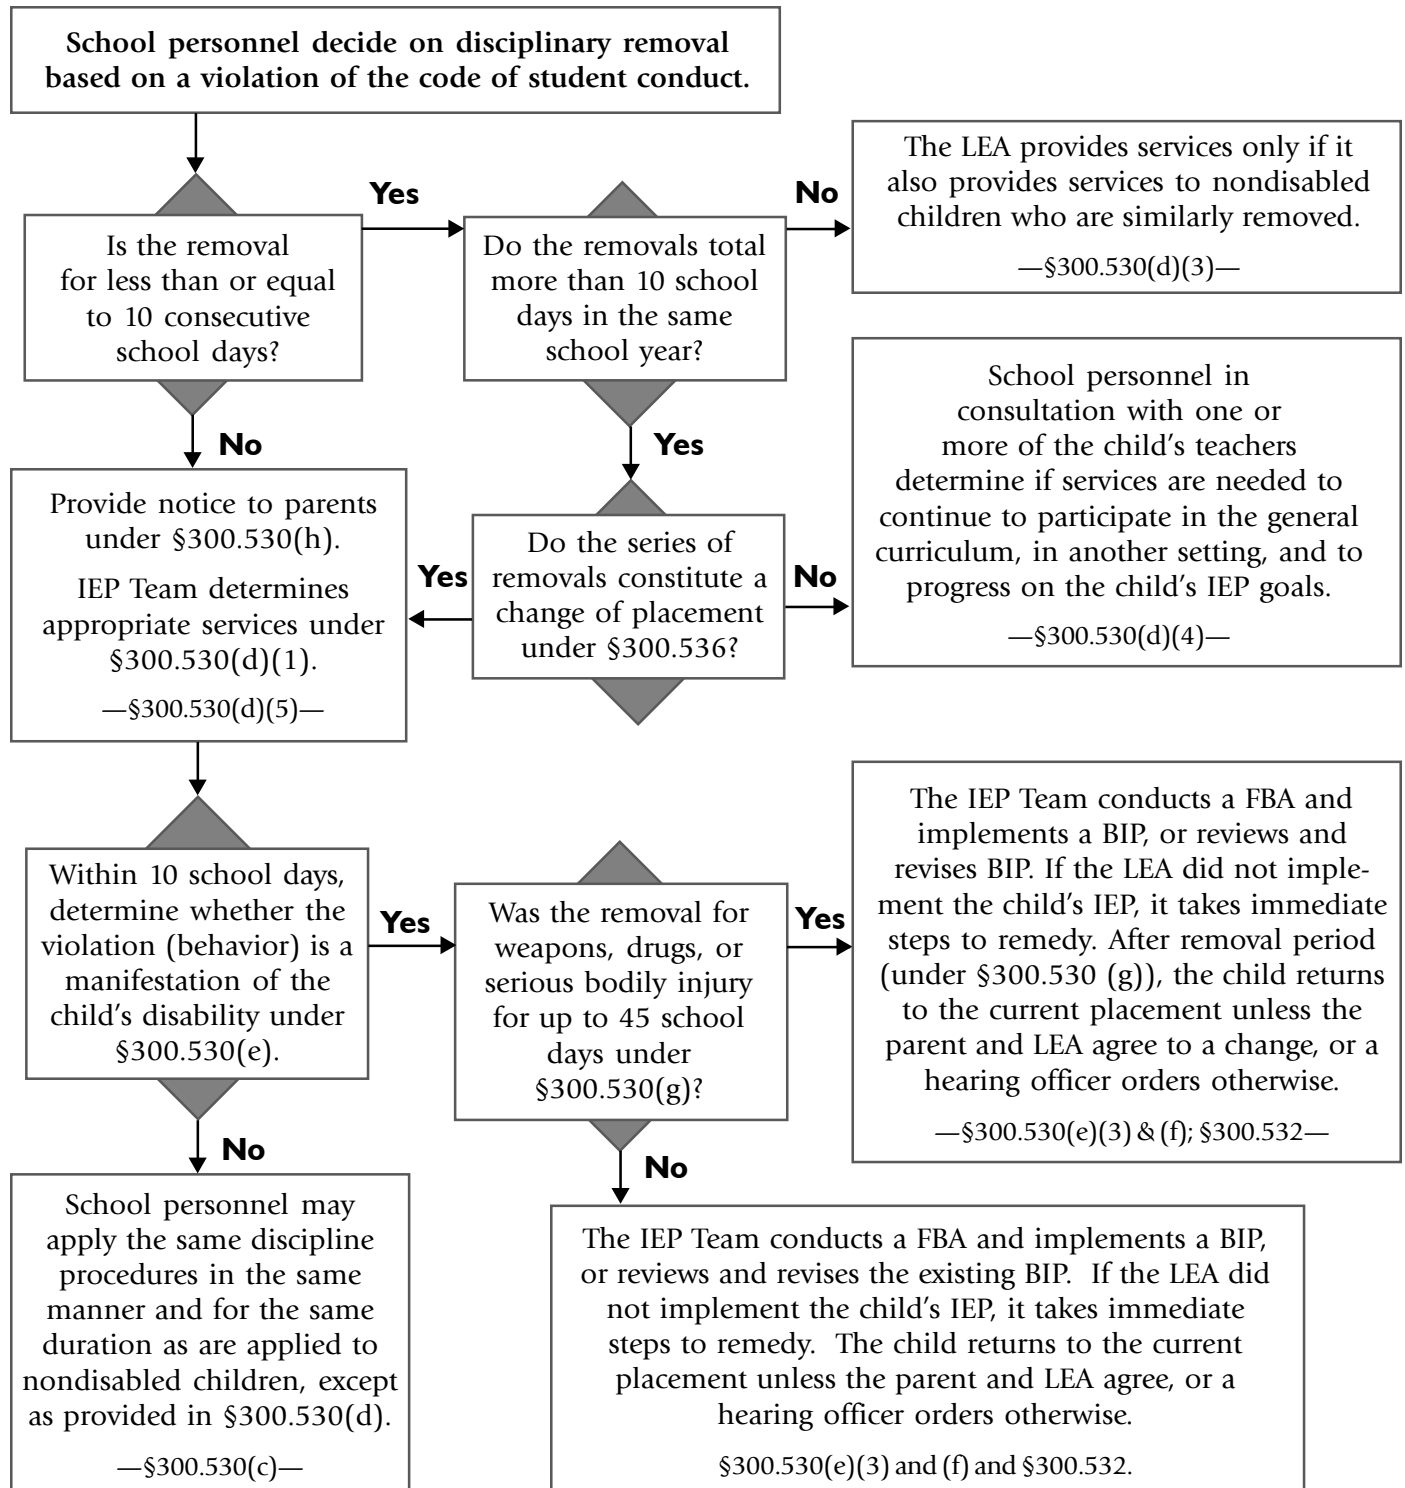 School personnel decide on disciplinary removal
based on a violation of the code of student conduct.
Is the removal
for less than or equal
to 10 consecutive
school days?
Yes
Do the removals total
more than 10 school
days in the same
school year?
No
The LEA provides services only if it
also provides services to nondisabled
children who are similarly removed.
—§300.530(d)(3)—
No
Yes
School personnel in
consultation with one or
more of the child's teachers
determine if services are needed to
continue to participate in the general
curriculum, in another setting, and to
progress on the child's IEP goals.
—§300.530(d)(4)—
Provide notice to parents
under §300.530(h).
IEP Team determines
appropriate services under
§300.530(d)(1).
—§300.530(d)(5)—
Yes
Do the series of
removals constitute a
change of placement
under §300.536?
No
Within 10 school days,
determine whether the
violation (behavior) is a
manifestation of the
child's disability under
§300.530(e).
Yes
Was the removal for
weapons, drugs, or
serious bodily injury
for up to 45 school
days under
§300.530(g)?
Yes
The IEP Team conducts a FBA and
implements a BIP, or reviews and
revises BIP. If the LEA did not imple-
ment the child's IEP, it takes immediate
steps to remedy. After removal period
(under §300.530 (g)), the child returns
to the current placement unless the
parent and LEA agree to a change, or a
hearing officer orders otherwise.
—§300.530(e)(3) & (f); §300.532—
No
School personnel may
apply the same discipline
procedures in the same
manner and for the same
duration as are applied to
nondisabled children, except
as provided in §300.530(d).
—§300.530(c)—
No
The IEP Team conducts a FBA and implements a BIP,
or reviews and revises the existing BIP. If the LEA did
not implement the child's IEP, it takes immediate
steps to remedy. The child returns to the current
placement unless the parent and LEA agree, or a
hearing officer orders otherwise.
§300.530(e)(3) and (f) and §300.532.